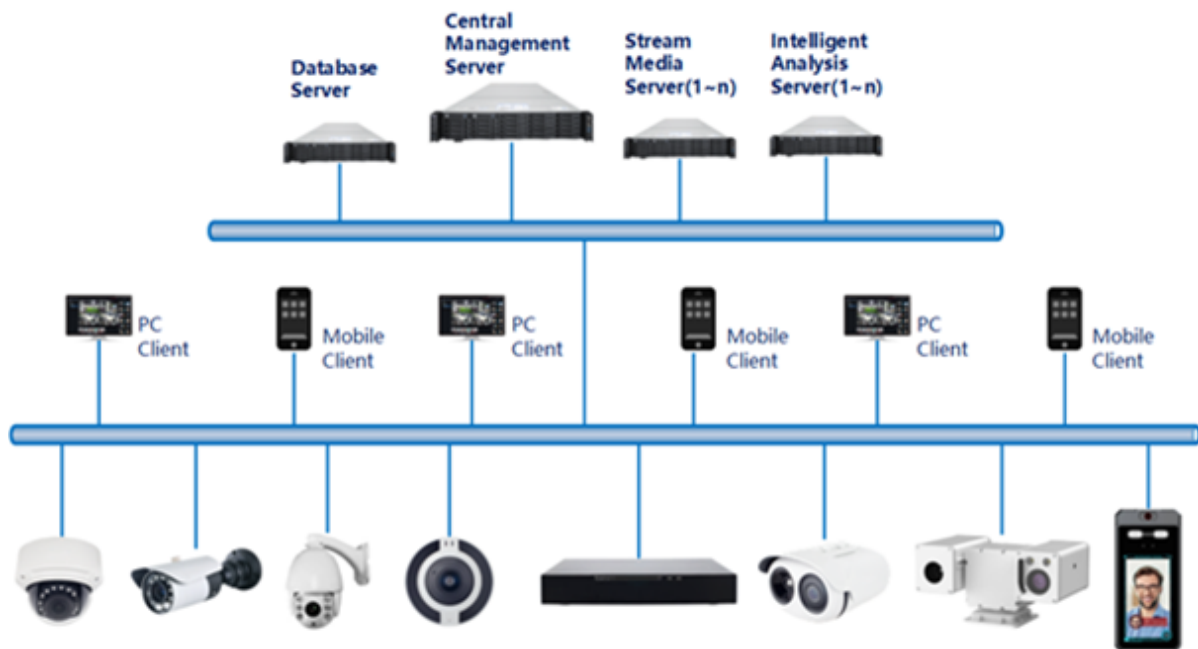 Database
Server
Central
Management
Server
Stream
Media
Server(1~n)
Intelligent
Analysis
Server(1~n)
PC
Client
Mobile
Client
PC
Client
Mobile
Client
PC
Client
Mobile
Client